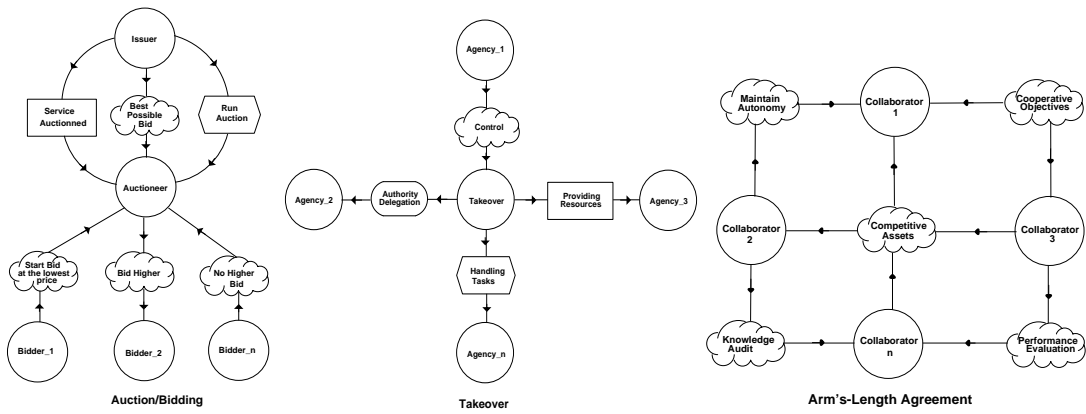 Issuer
Service
Auctionned
Best
Possible
Bid
Run
Auction
Auctioneer
Start Bid
at the lowest
price
Bid Higher
No Higher
Bid
Bidder_1
Bidder_2
Bidder_n
Auction/Bidding
Agency_1
Control
Agency_2
Authority
Delegation
Takeover
Providing
Resources
Agency_3
Handling
Tasks
Agency_n
Takeover
Maintain
Autonomy
Collaborator
1
Cooperative
Objectives
Collaborator
2
Competitive
Assets
Collaborator
3
Knowledge
Audit
Collaborator
n
Performance
Evaluation
Arm's-Length Agreement